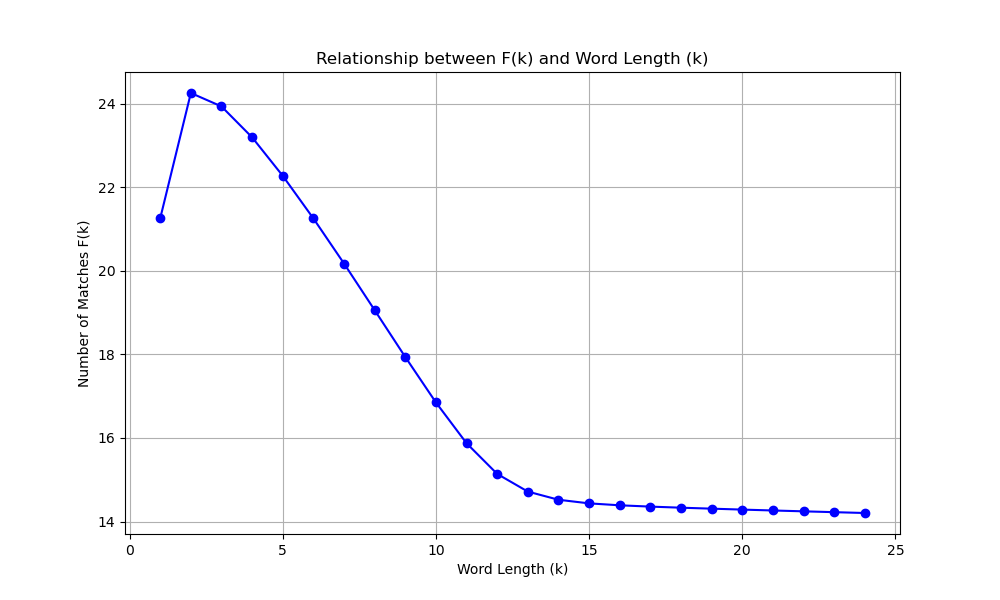 Relationship between F(k) and Word Length (k)
Number of Matches F(k)
24
22
20
18
16
14
0 5 10 15 20 25
Word Length (k)